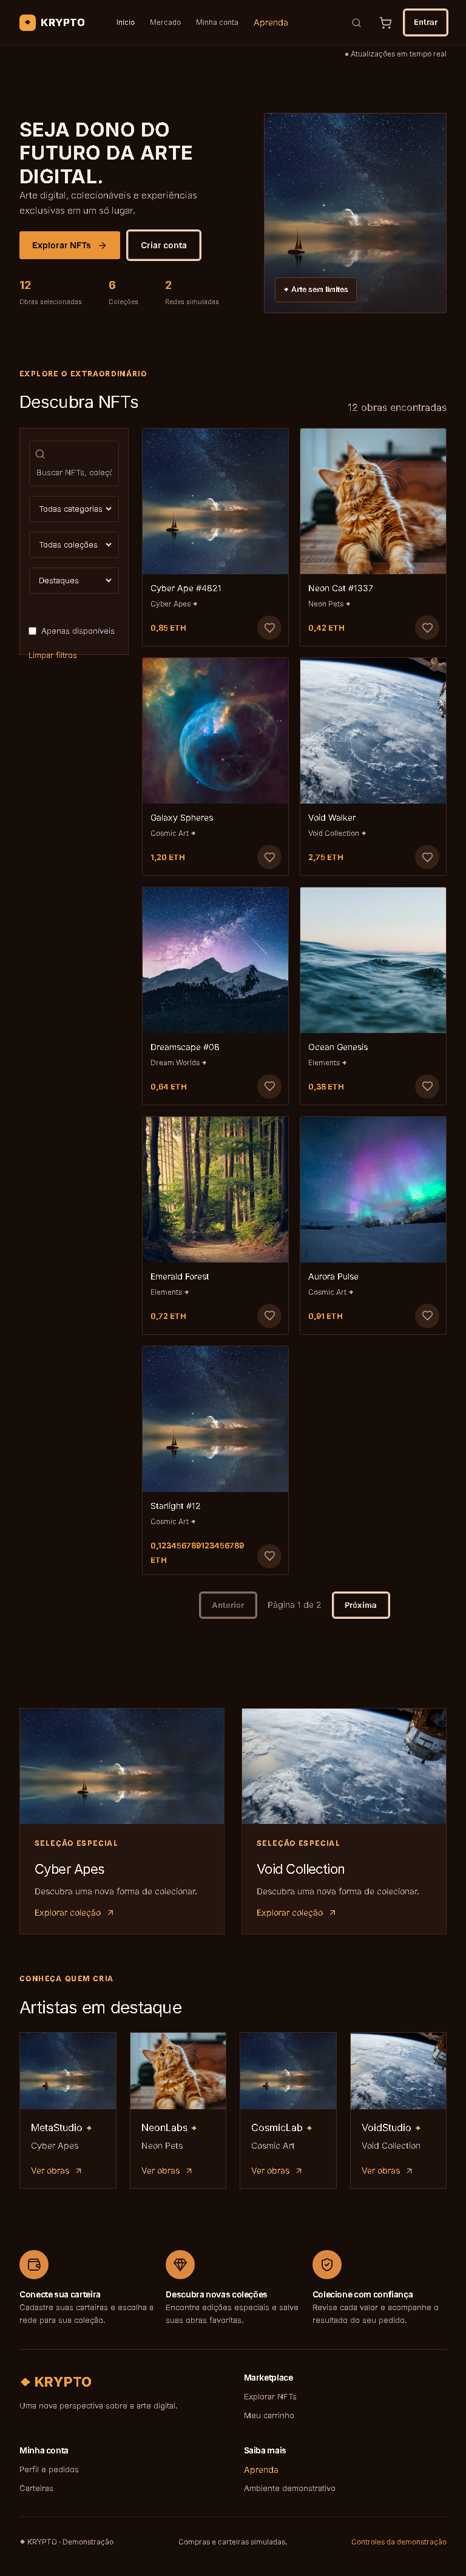 KRYPTO
Início
Mercado
Minha conta
Aprenda
Entrar
Atualizações em tempo real
SEJA DONO DO
FUTURO DA ARTE
DIGITAL.
Arte digital, colecionáveis e experiências
exclusivas em um só lugar.
Explorar NFTs
Criar conta
12
Obras selecionadas
6
Coleções
2
Redes simuladas
Arte sem limites
EXPLORE O EXTRAORDINÁRIO
Descubra NFTs
12 obras encontradas
Buscar NFTs, coleçi
Todas categorias
Todas coleções
Destaques
Apenas disponíveis
Limpar filtros
Cyber Ape #4821
Cyber Apes
0,85 ETH
Neon Cat #1337
Neon Pets
0,42 ETH
Galaxy Spheres
Cosmic Art
1,20 ETH
Void Walker
Void Collection
2,75 ETH
Dreamscape #08
Dream Worlds
0,64 ETH
Ocean Genesis
Elements
0,38 ETH
Emerald Forest
Elements
0,72 ETH
Aurora Pulse
Cosmic Art
0,91 ETH
Starlight #12
Cosmic Art
0,123456789123456789
ETH
Anterior
Página 1 de 2
Próxima
SELEÇÃO ESPECIAL
Cyber Apes
Descubra uma nova forma de colecionar.
Explorar coleção
SELEÇÃO ESPECIAL
Void Collection
Descubra uma nova forma de colecionar.
Explorar coleção
CONHEÇA QUEM CRIA
Artistas em destaque
MetaStudio
Cyber Apes
Ver obras
NeonLabs
Neon Pets
Ver obras
CosmicLab
Cosmic Art
Ver obras
VoidStudio
Void Collection
Ver obras
Conecte sua carteira
Cadastre suas carteiras e escolha a
rede para sua coleção.
Descubra novas coleções
Encontre edições especiais e salve
suas obras favoritas.
Colecione com confiança
Revise cada valor e acompanhe o
resultado do seu pedido.
KRYPTO
Uma nova perspectiva sobre a arte digital.
Marketplace
Explorar NFTs
Meu carrinho
Minha conta
Perfil e pedidos
Carteiras
Saiba mais
Aprenda
Ambiente demonstrativo
KRYPTO · Demonstração
Compras e carteiras simuladas.
Controles da demonstração